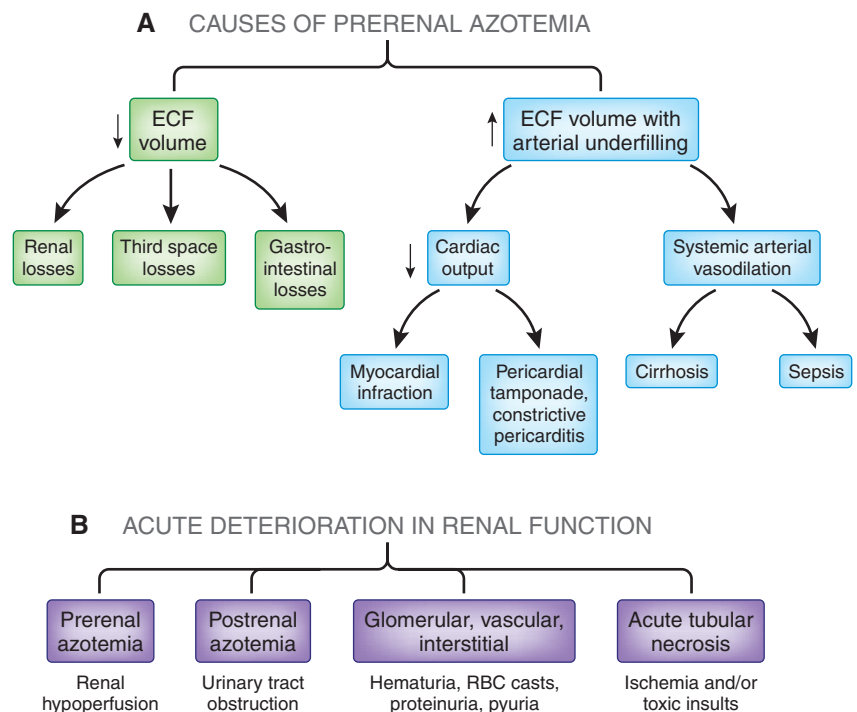 A CAUSES OF PRERENAL AZOTEMIA
↓ ECF
volume
↑ ECF volume with
arterial underfilling
Renal
losses
Third space
losses
Gastro-
intestinal
losses
↓ Cardiac
output
Systemic arterial
vasodilation
Myocardial
infraction
Pericardial
tamponade,
constrictive
pericarditis
Cirrhosis
Sepsis
B ACUTE DETERIORATION IN RENAL FUNCTION
Prerenal
azotemia
Postrenal
azotemia
Glomerular, vascular,
interstitial
Acute tubular
necrosis
Renal
hypoperfusion
Urinary tract
obstruction
Hematuria, RBC casts,
proteinuria, pyuria
Ischemia and/or
toxic insults